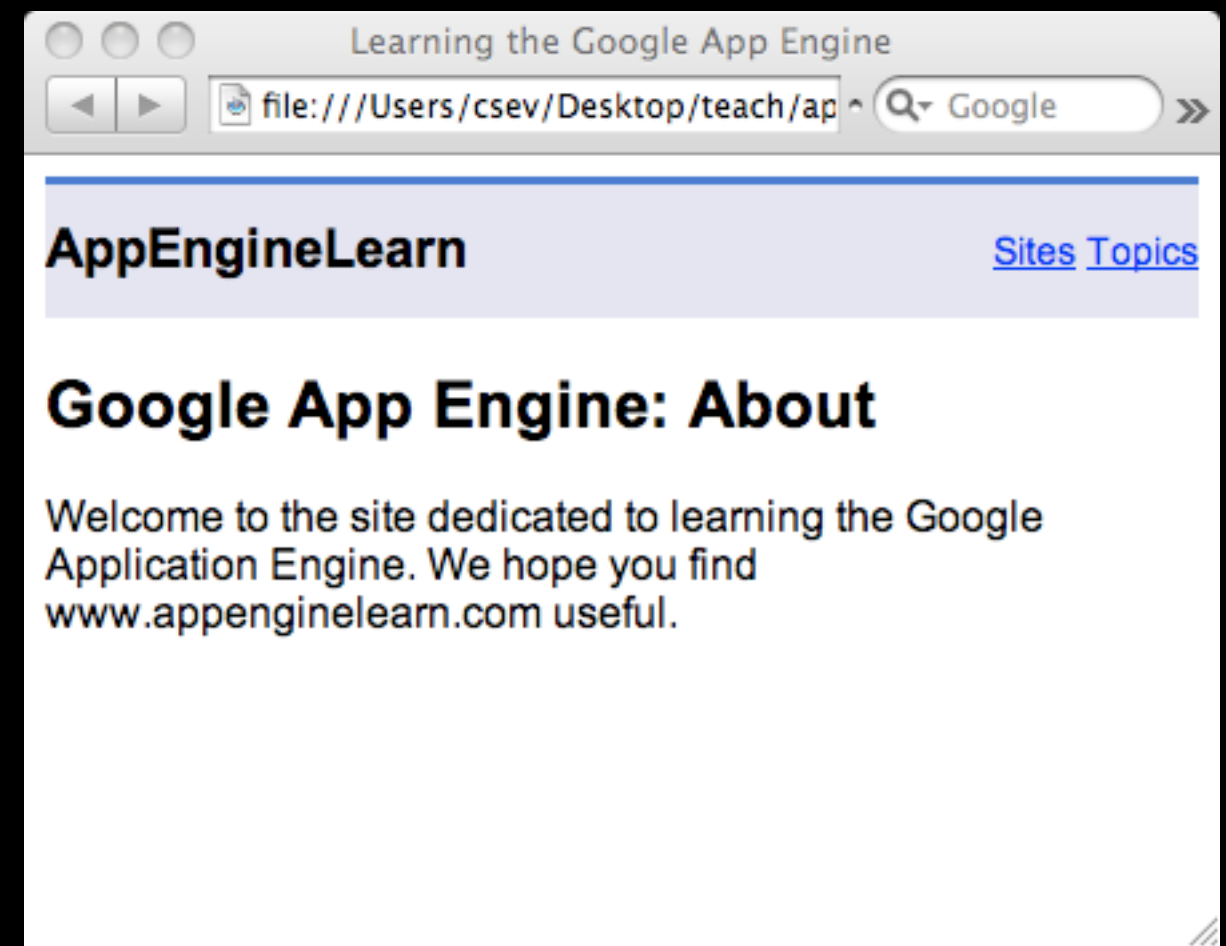 Learning the Google App Engine
file:///Users/csev/Desktop/teach/ap Google
AppEngineLearn Sites Topics
Google App Engine: About
Welcome to the site dedicated to learning the Google
Application Engine. We hope you find
www.appenginelearn.com useful.